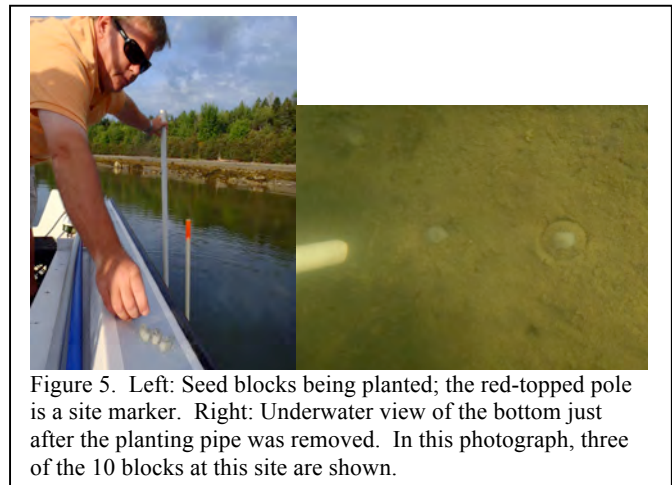 Figure 5. Left: Seed blocks being planted; the red-topped pole
is a site marker. Right: Underwater view of the bottom just
after the planting pipe was removed. In this photograph, three
of the 10 blocks at this site are shown.